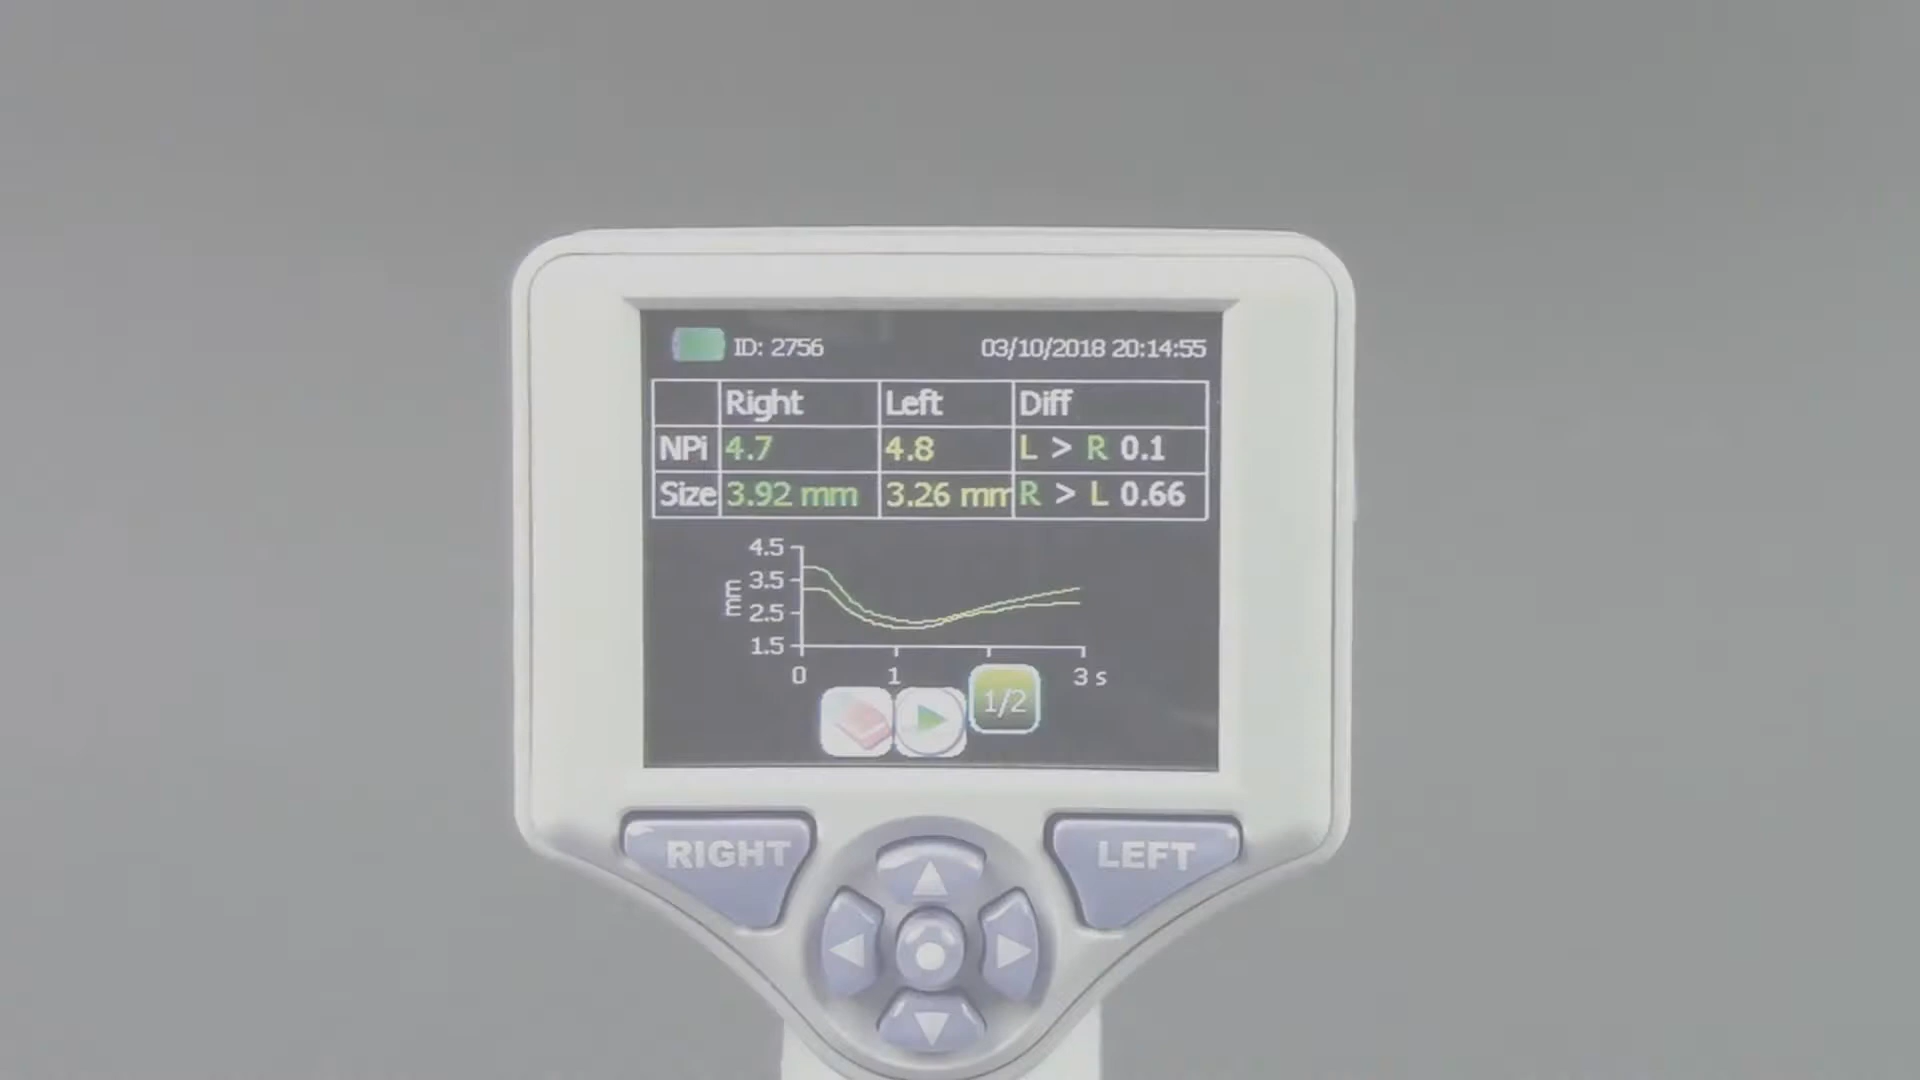 ID: 2756 03/10/2018 20:14:55
Right Left Diff
NPi 4.7 4.8 L > R 0.1
Size 3.92 mm 3.26 mm R > L 0.66
4.5
3.5
mm
2.5
1.5
0 1 3 s
1/2
RIGHT LEFT